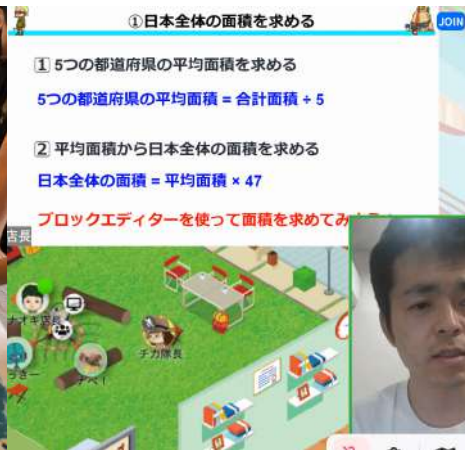 ①日本全体の面積を求める
JOIN
1 5つの都道府県の平均面積を求める
5つの都道府県の平均面積 = 合計面積 ÷ 5
2 平均面積から日本全体の面積を求める
日本全体の面積 = 平均面積 × 47
ブロックエディターを使って面積を求めてみ
店長
ナオキ店長
チカ隊長